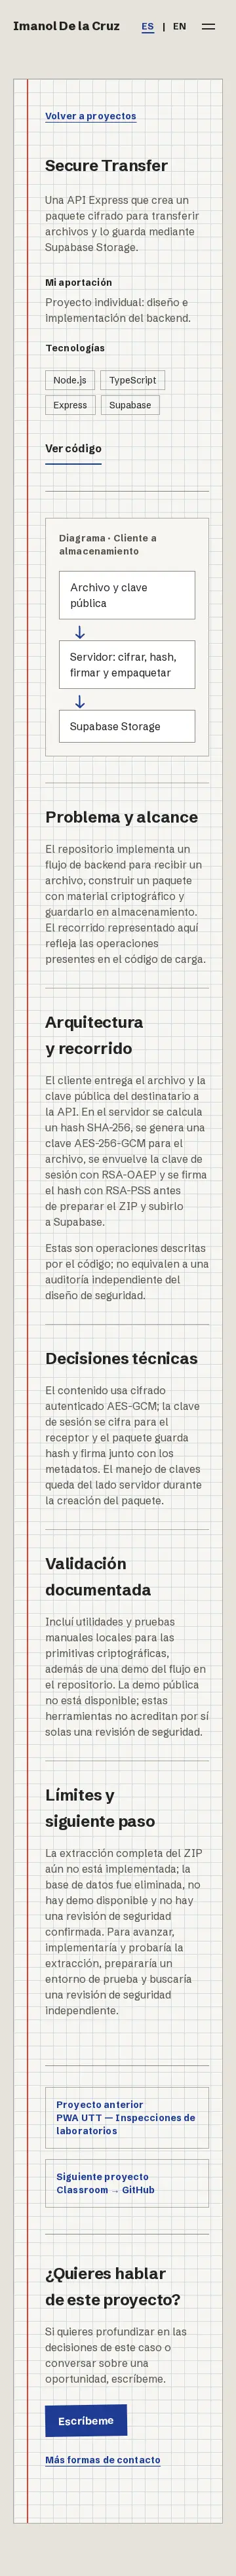 Imanol De la Cruz
ES | EN
Volver a proyectos
Secure Transfer
Una API Express que crea un
paquete cifrado para transferir
archivos y lo guarda mediante
Supabase Storage.
Mi aportación
Proyecto individual: diseño e
implementación del backend.
Tecnologías
Node.js
TypeScript
Express
Supabase
Ver código
Diagrama · Cliente a
almacenamiento
Archivo y clave
pública
↓
Servidor: cifrar, hash,
firmar y empaquetar
↓
Supabase Storage
Problema y alcance
El repositorio implementa un
flujo de backend para recibir un
archivo, construir un paquete
con material criptográfico y
guardarlo en almacenamiento.
El recorrido representado aquí
refleja las operaciones
presentes en el código de carga.
Arquitectura
y recorrido
El cliente entrega el archivo y la
clave pública del destinatario a
la API. En el servidor se calcula
un hash SHA-256, se genera una
clave AES-256-GCM para el
archivo, se envuelve la clave de
sesión con RSA-OAEP y se firma
el hash con RSA-PSS antes
de preparar el ZIP y subirlo
a Supabase.
Estas son operaciones descritas
por el código; no equivalen a una
auditoría independiente del
diseño de seguridad.
Decisiones técnicas
El contenido usa cifrado
autenticado AES-GCM; la clave
de sesión se cifra para el
receptor y el paquete guarda
hash y firma junto con los
metadatos. El manejo de claves
queda del lado servidor durante
la creación del paquete.
Validación
documentada
Incluí utilidades y pruebas
manuales locales para las
primitivas criptográficas,
además de una demo del flujo en
el repositorio. La demo pública
no está disponible; estas
herramientas no acreditan por sí
solas una revisión de seguridad.
Límites y
siguiente paso
La extracción completa del ZIP
aún no está implementada; la
base de datos fue eliminada, no
hay demo disponible y no hay
una revisión de seguridad
confirmada. Para avanzar,
implementaría y probaría la
extracción, prepararía un
entorno de prueba y buscaría
una revisión de seguridad
independiente.
Proyecto anterior
PWA UTT — Inspecciones de
laboratorios
Siguiente proyecto
Classroom → GitHub
¿Quieres hablar
de este proyecto?
Si quieres profundizar en las
decisiones de este caso o
conversar sobre una
oportunidad, escríbeme.
Escríbeme
Más formas de contacto